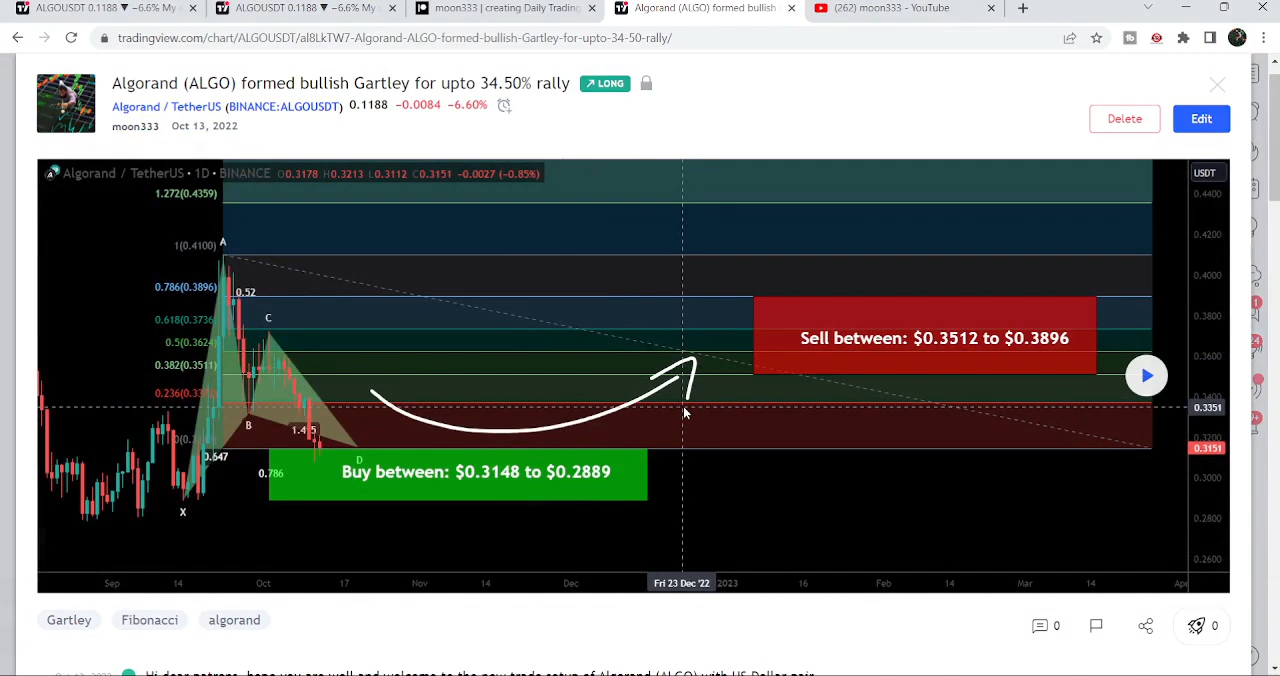 ALGOUSDT 0.1188 ▼ −6.6% My
ALGOUSDT 0.1188 ▼ −6.6% My
moon333 | creating Daily Trading
Algorand (ALGO) formed bullish
(262) moon333 - YouTube
tradingview.com/chart/ALGOUSDT/al8LkTW7-Algorand-ALGO-formed-bullish-Gartley-for-upto-34-50-rally/
Algorand (ALGO) formed bullish Gartley for upto 34.50% rally
LONG
Algorand / TetherUS (BINANCE:ALGOUSDT) 0.1188 −0.0084 −6.60%
moon333 Oct 13, 2022
Delete
Edit
Algorand / TetherUS • 1D • BINANCE O0.3178 H0.3213 L0.3112 C0.3151 −0.0027 (−0.85%)
USDT
1.272(0.4359)
0.4400
0.4200
1(0.4100)
A
0.4000
0.786(0.3896)
0.52
0.3800
C
0.618(0.3736)
Sell between: $0.3512 to $0.3896
0.5(0.3624)
0.3600
0.382(0.3511)
0.236(0.33
0.3400
0.3351
B
0.3200
0.3151
0.647
D
0.786
Buy between: $0.3148 to $0.2889
0.3000
X
0.2800
0.2600
Sep
14
Oct
17
Nov
14
Dec
Fri 23 Dec '22
2023
16
Feb
14
Mar
14
Gartley
Fibonacci
algorand
0
0
Hi dear patrons, hope you are well and welcome to the new trade setup of Algorand (ALGO) with US Dollar pair